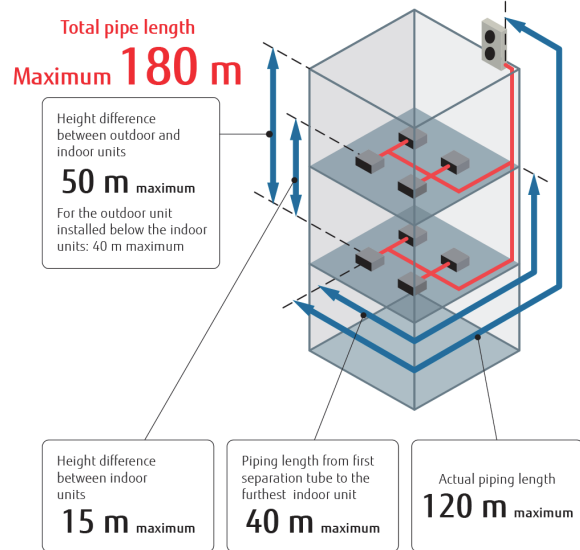 Total pipe length
Maximum 180 m
Height difference
between outdoor and
indoor units
50 m maximum
For the outdoor unit
installed below the indoor
units: 40 m maximum
Height difference
between indoor
units
15 m maximum
Piping length from first
separation tube to the
furthest indoor unit
40 m maximum
Actual piping length
120 m maximum